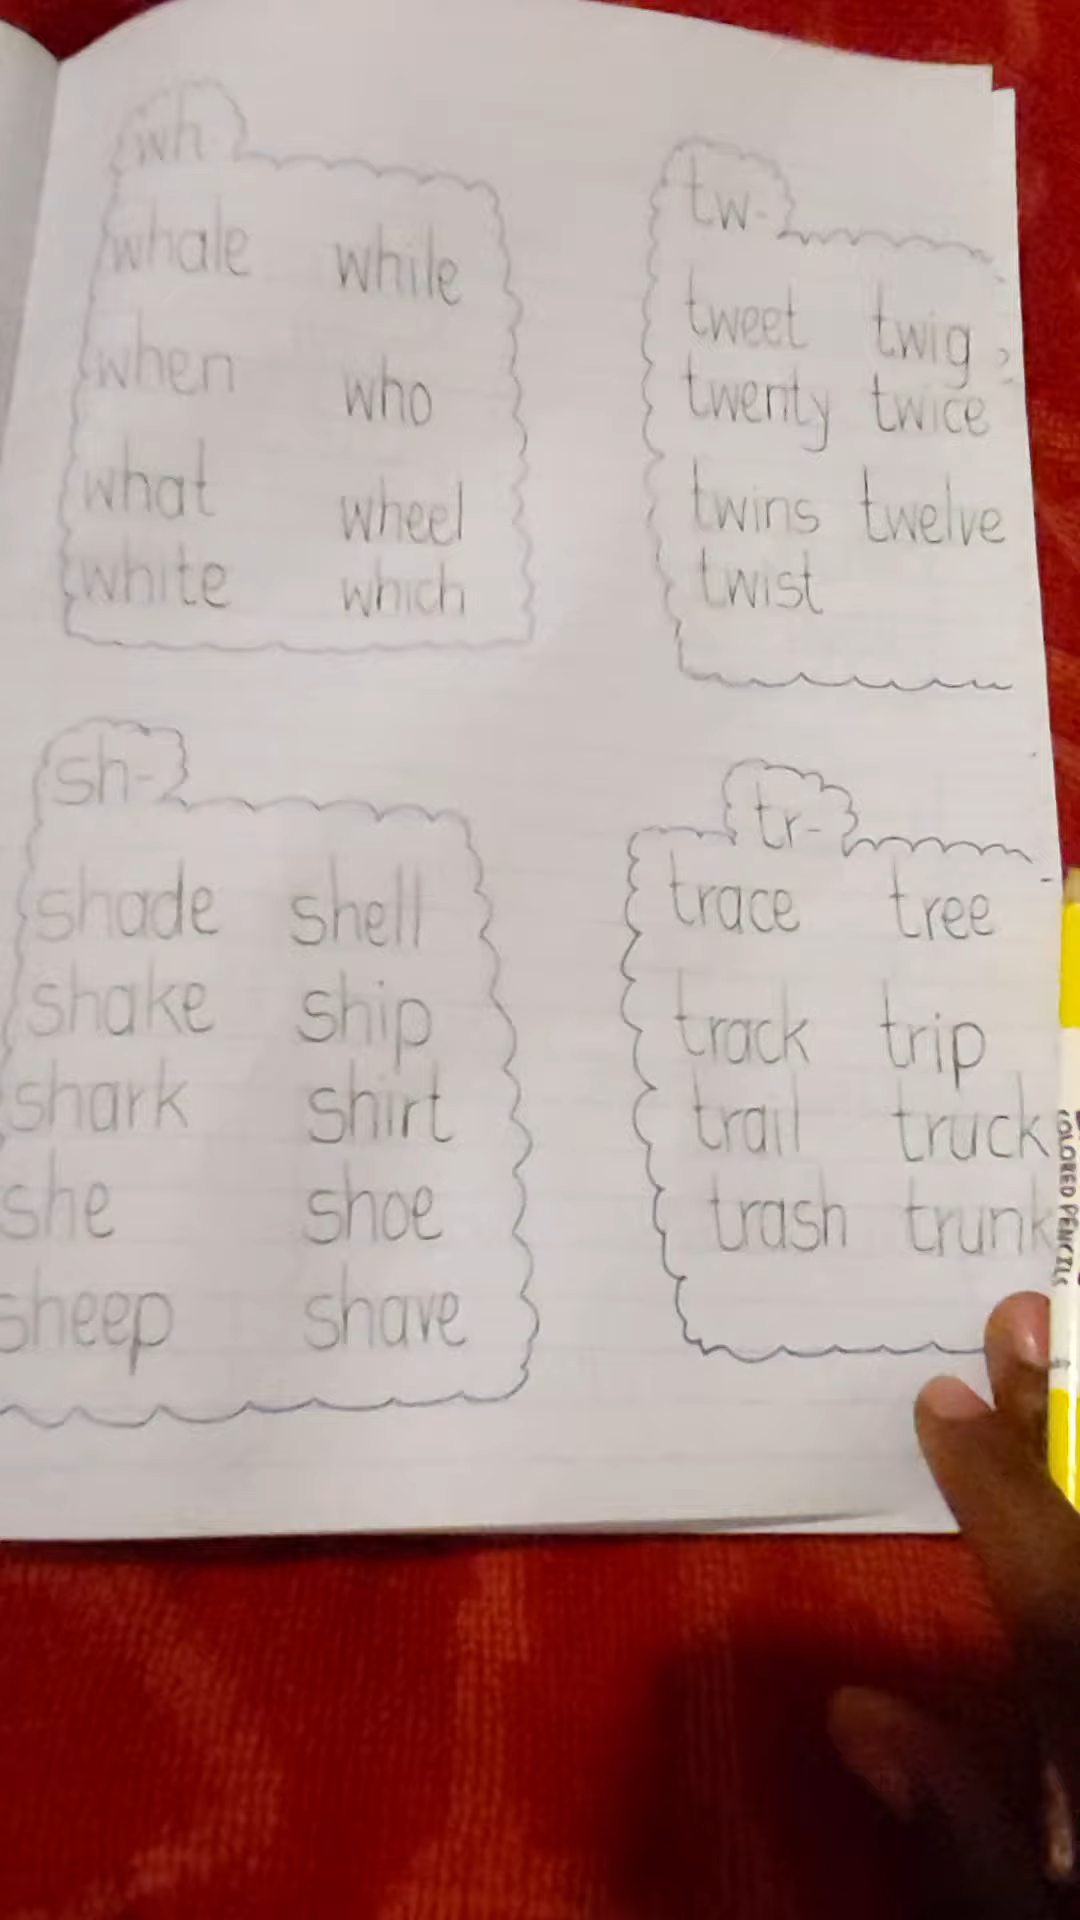 wh-
whale while
when who
what wheel
white which
tw-
tweet twig
twenty twice
twins twelve
twist
sh-
shade shell
shake ship
shark shirt
she shoe
sheep shave
tr-
trace tree
track trip
trail truck
trash trunk
COLORED PENCILS